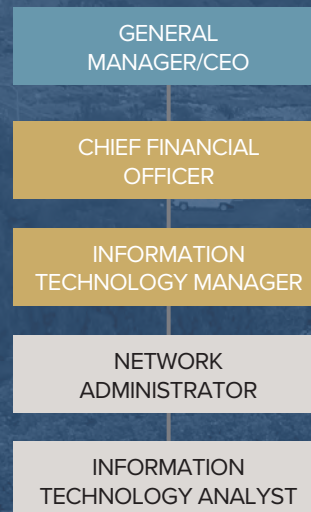 GENERAL
MANAGER/CEO
CHIEF FINANCIAL
OFFICER
INFORMATION
TECHNOLOGY MANAGER
NETWORK
ADMINISTRATOR
INFORMATION
TECHNOLOGY ANALYST